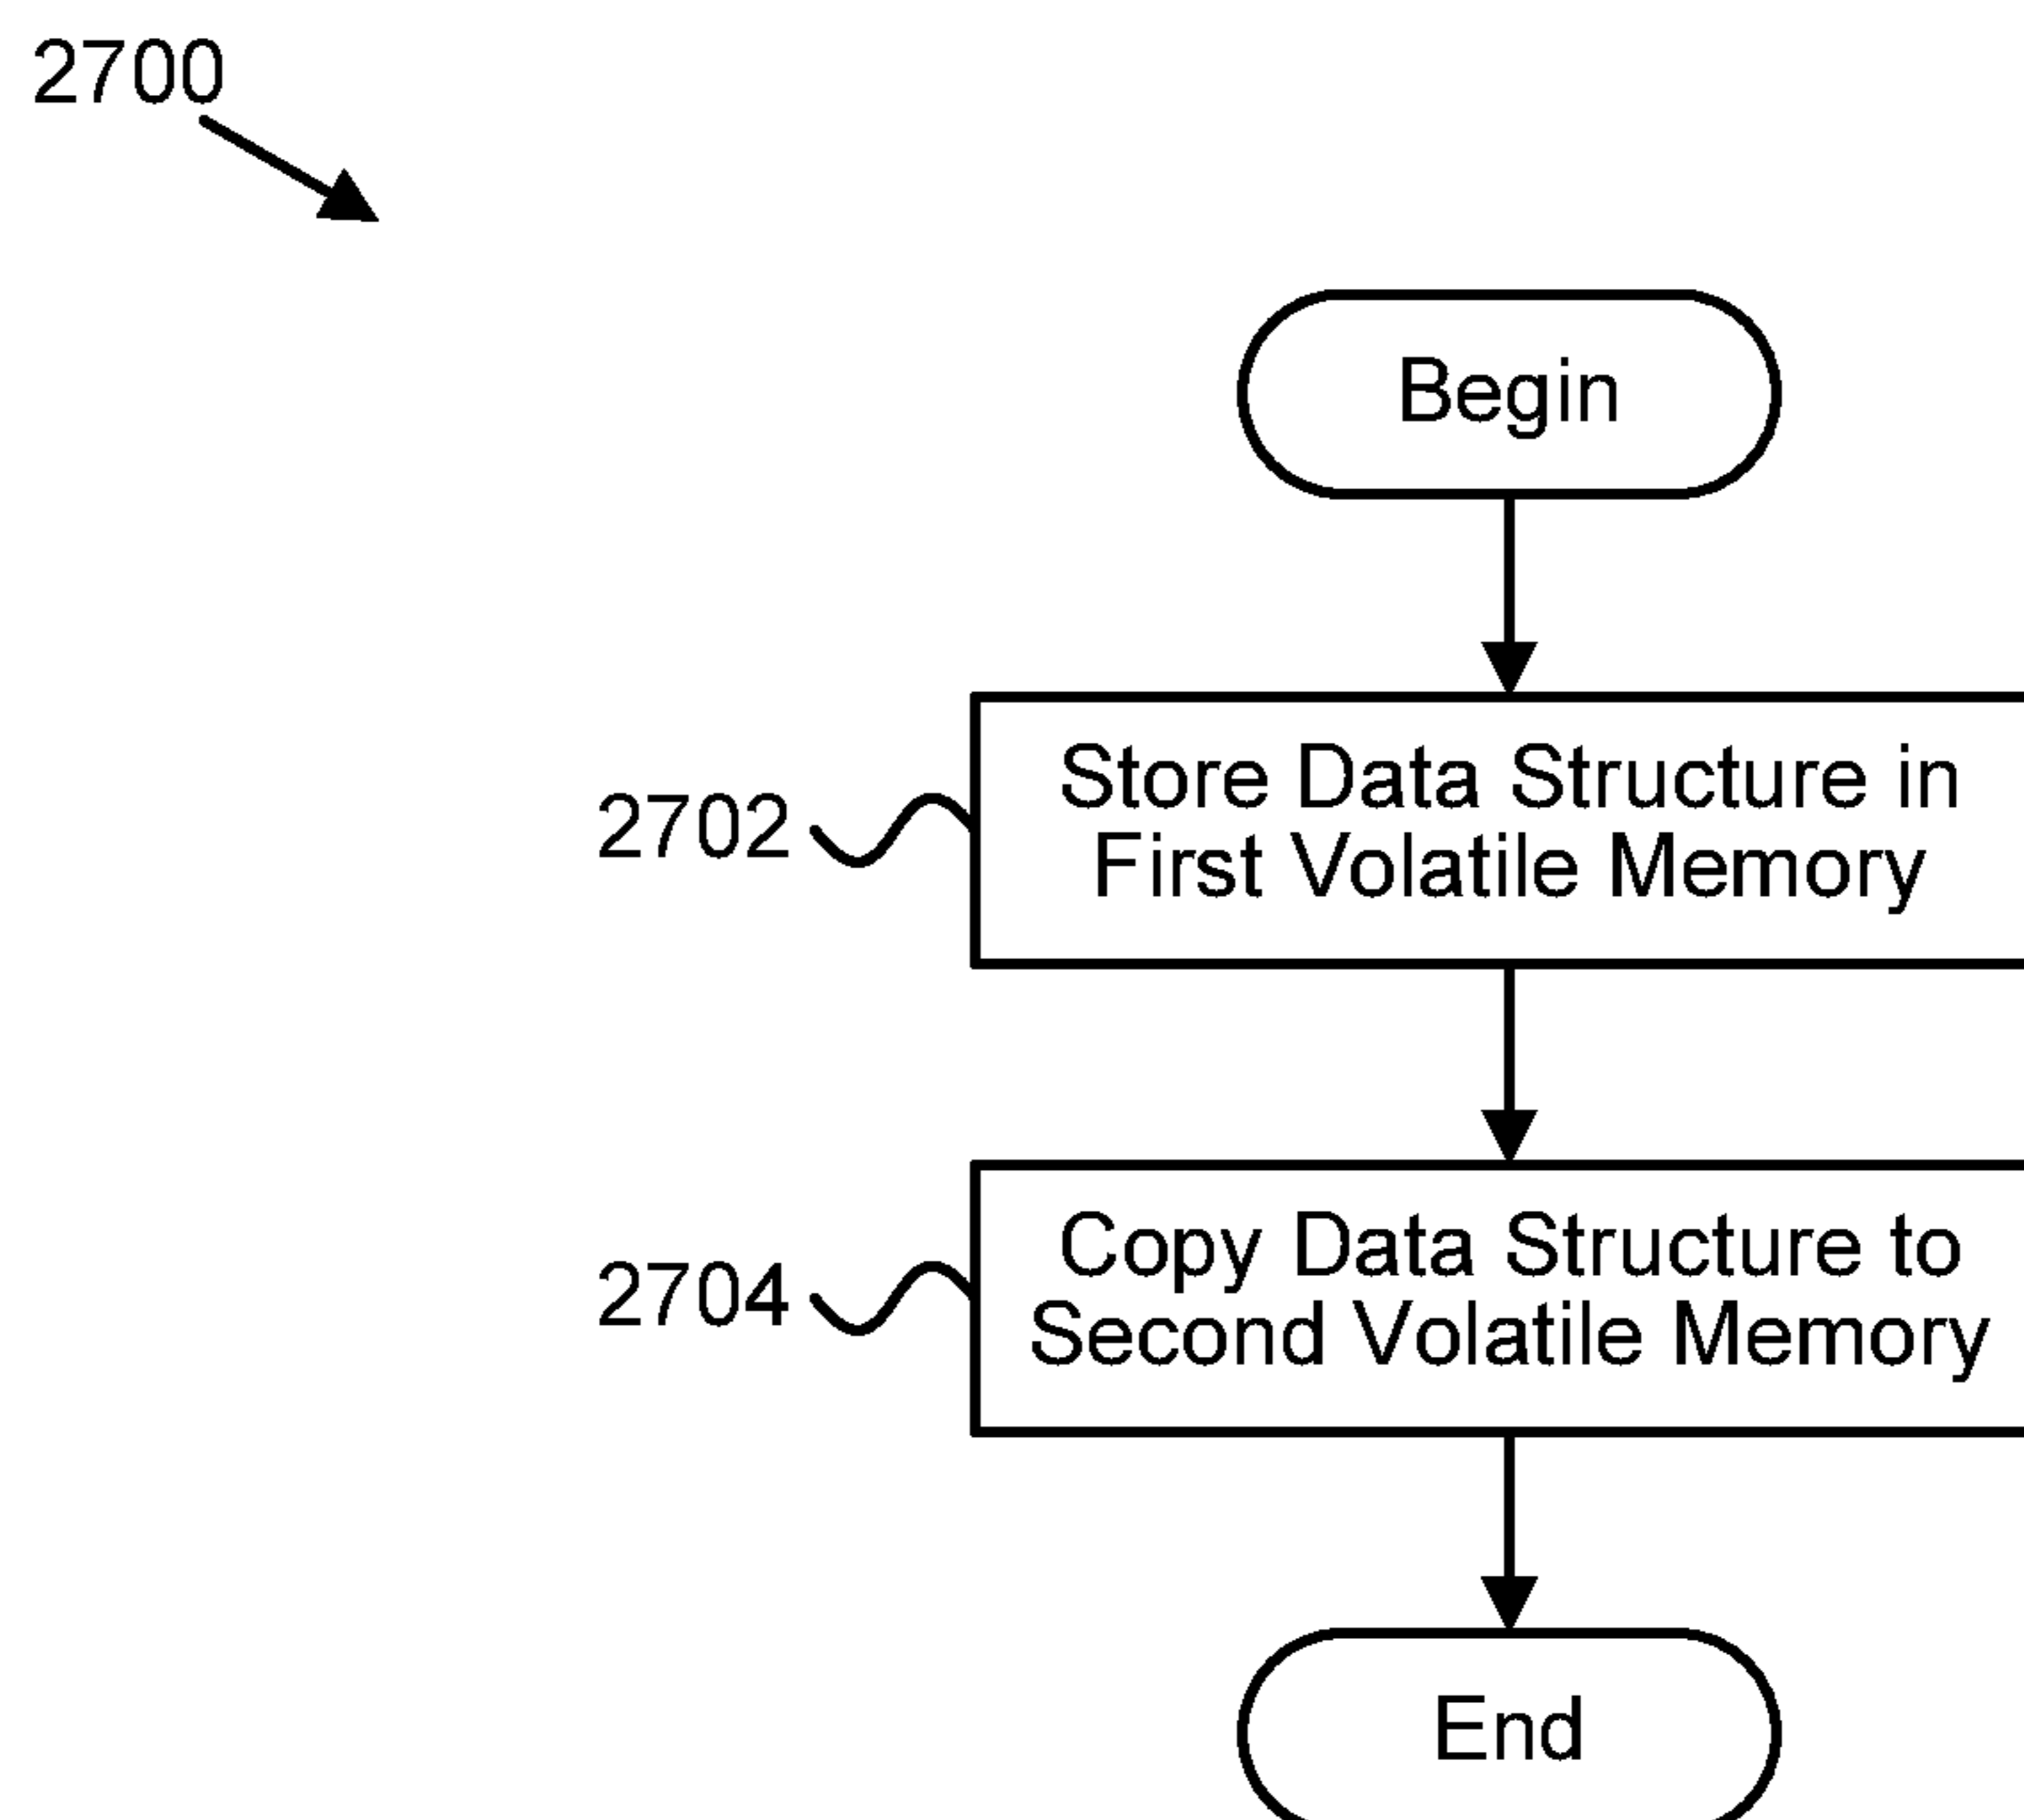 2700
Begin
2702
Store Data Structure in
First Volatile Memory
2704
Copy Data Structure to
Second Volatile Memory
End